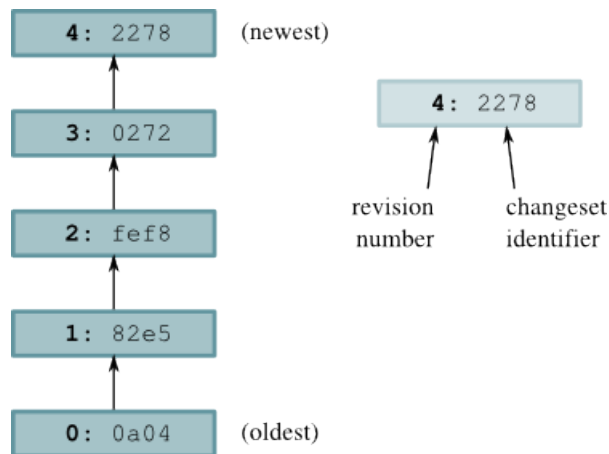 4: 2278 (newest)
3: 0272
2: fef8
1: 82e5
0: 0a04 (oldest)
4: 2278
revision number
changeset identifier